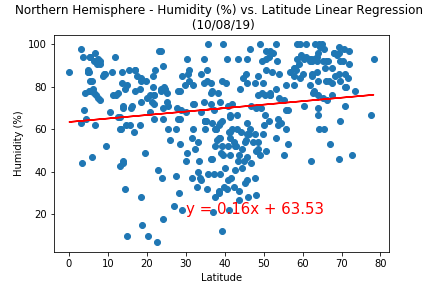 Northern Hemisphere - Humidity (%) vs. Latitude Linear Regression
(10/08/19)
100
80
60
40
20
Humidity (%)
y = 0.16x + 63.53
0 10 20 30 40 50 60 70 80
Latitude